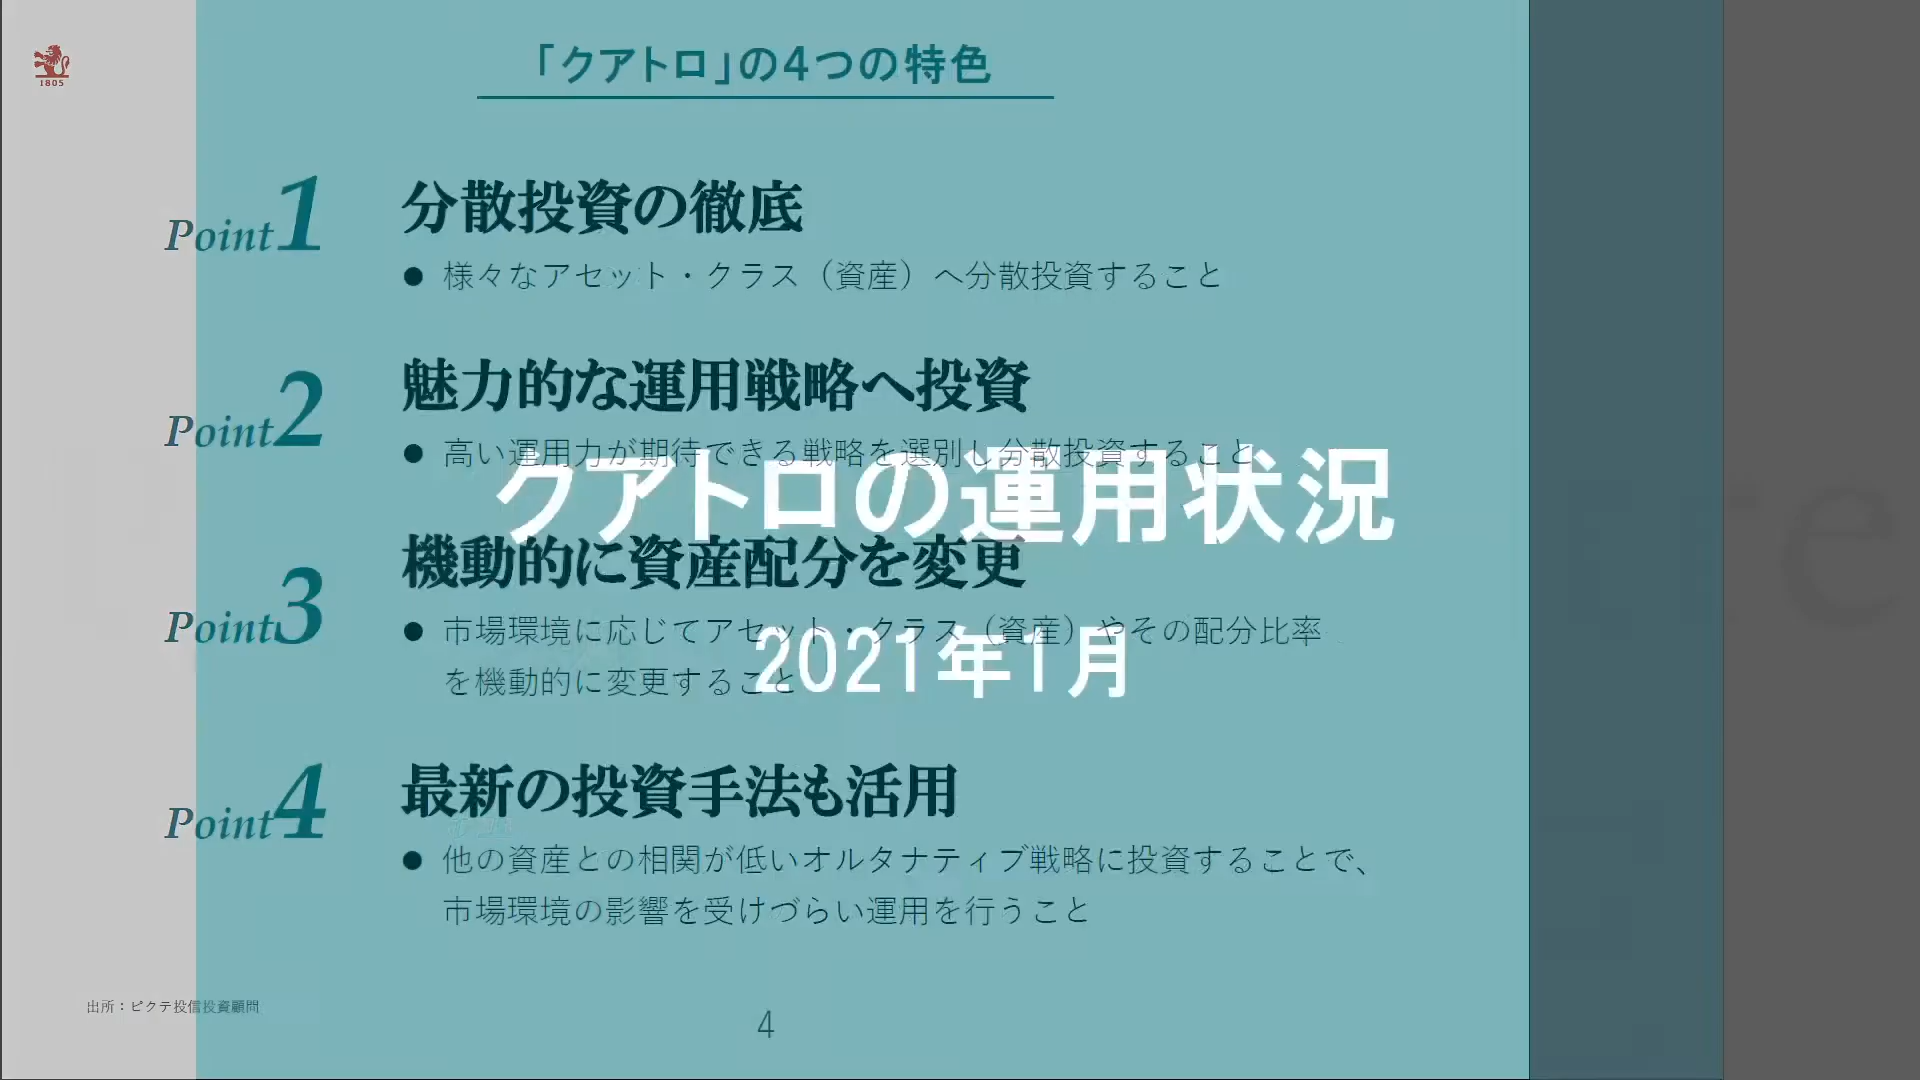 1805
「クアトロ」の4つの特色
Point1
分散投資の徹底
● 様々なアセット・クラス（資産）へ分散投資すること
Point2
魅力的な運用戦略へ投資
● 高い運用力が期待できる戦略を選別し分散投資すること
クアトロの運用状況
Point3
機動的に資産配分を変更
● 市場環境に応じてアセット・クラス（資産）やその配分比率
を機動的に変更すること
2021年1月
Point4
最新の投資手法も活用
● 他の資産との相関が低いオルタナティブ戦略に投資することで、
市場環境の影響を受けづらい運用を行うこと
出所：ピクテ投信投資顧問
4